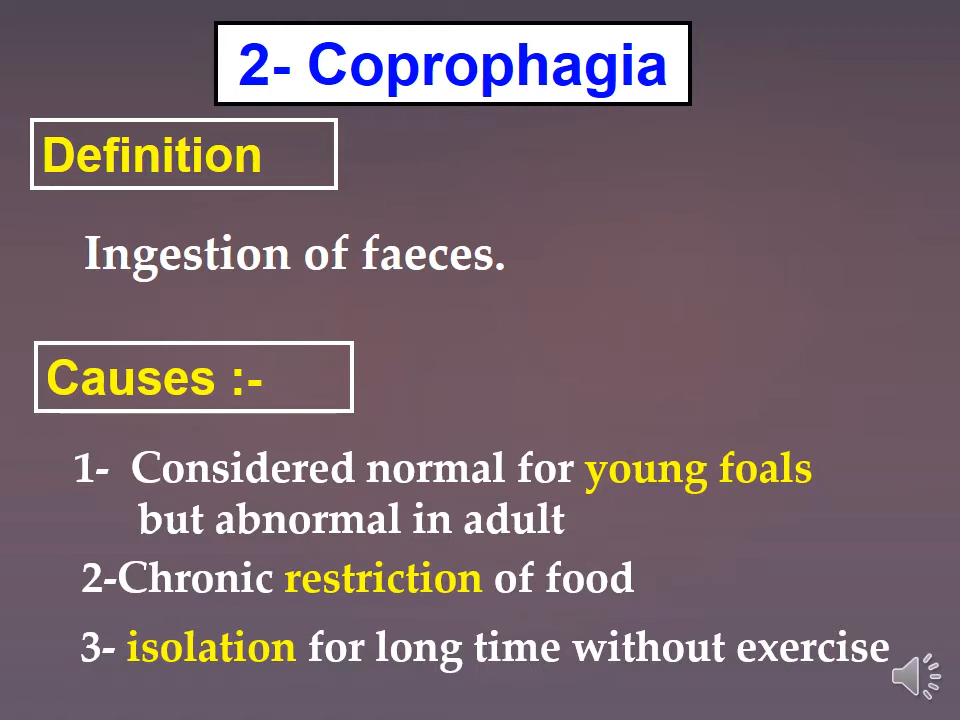 2- Coprophagia
Definition
Ingestion of faeces.
Causes :-
1- Considered normal for young foals
but abnormal in adult
2-Chronic restriction of food
3- isolation for long time without exercise